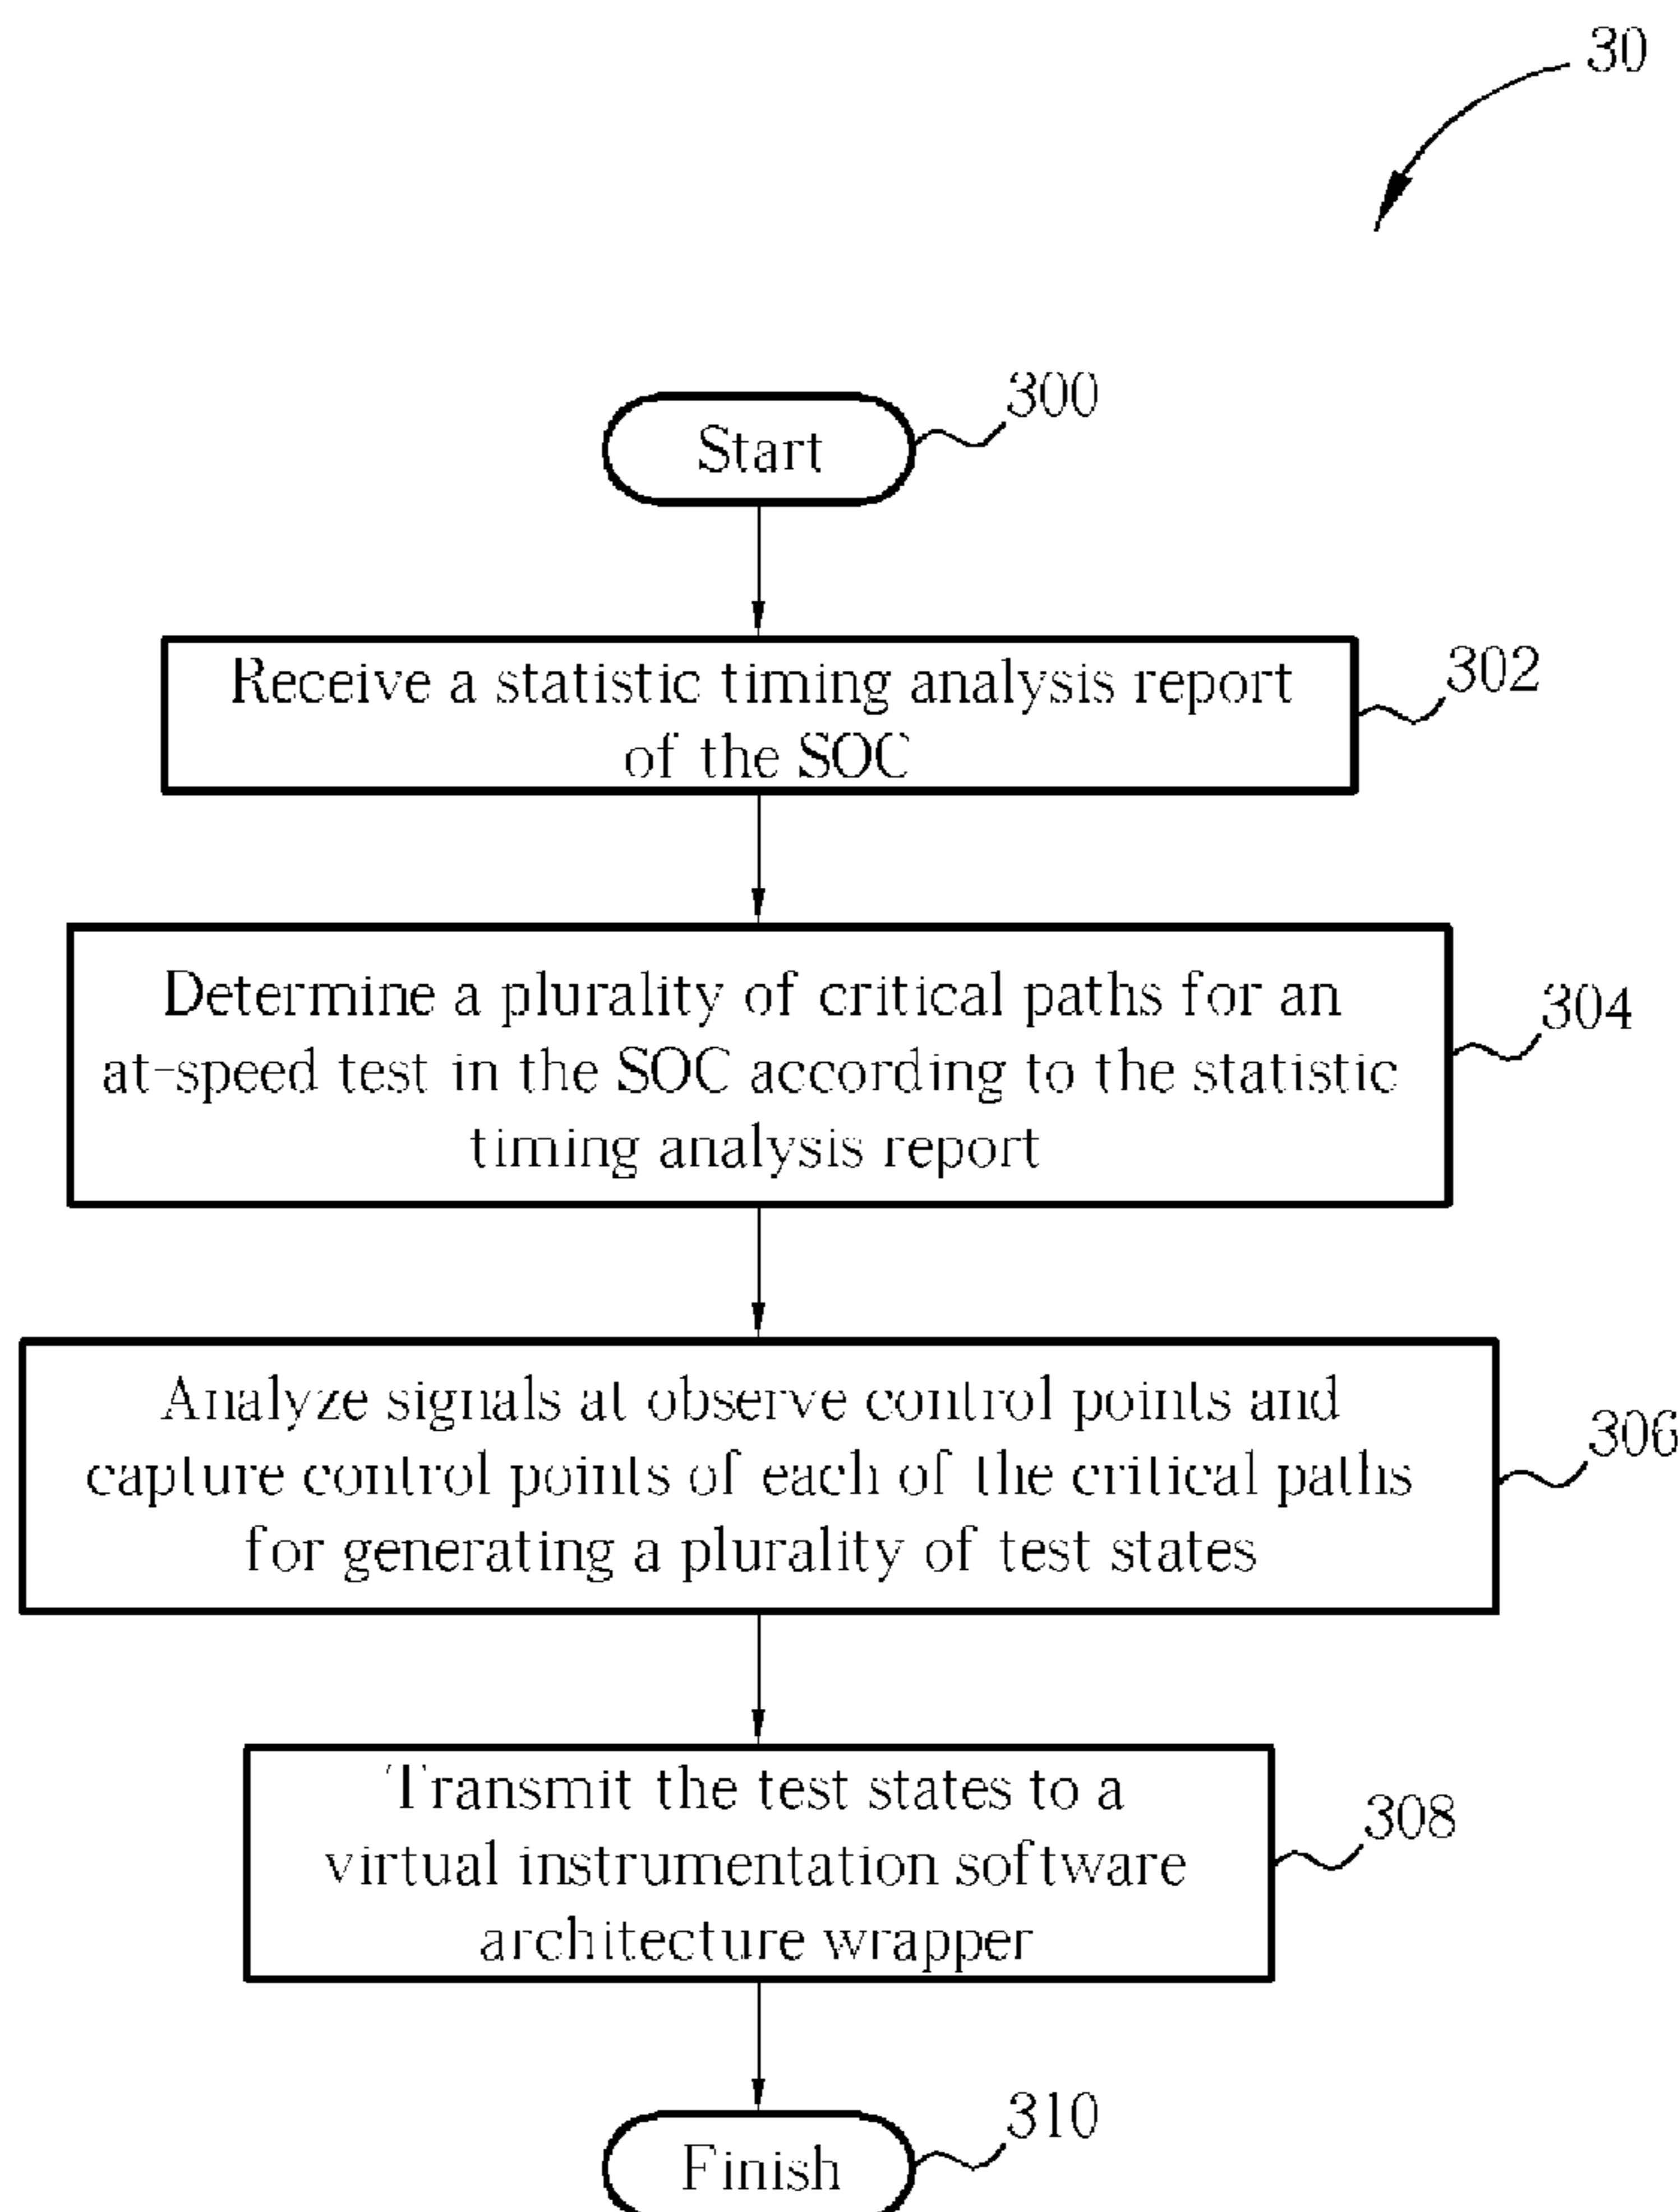 30
Start
300
Receive a statistic timing analysis report
of the SOC
302
Determine a plurality of critical paths for an
at-speed test in the SOC according to the statistic
timing analysis report
304
Analyze signals at observe control points and
capture control points of each of the critical paths
for generating a plurality of test states
306
Transmit the test states to a
virtual instrumentation software
architecture wrapper
308
Finish
310